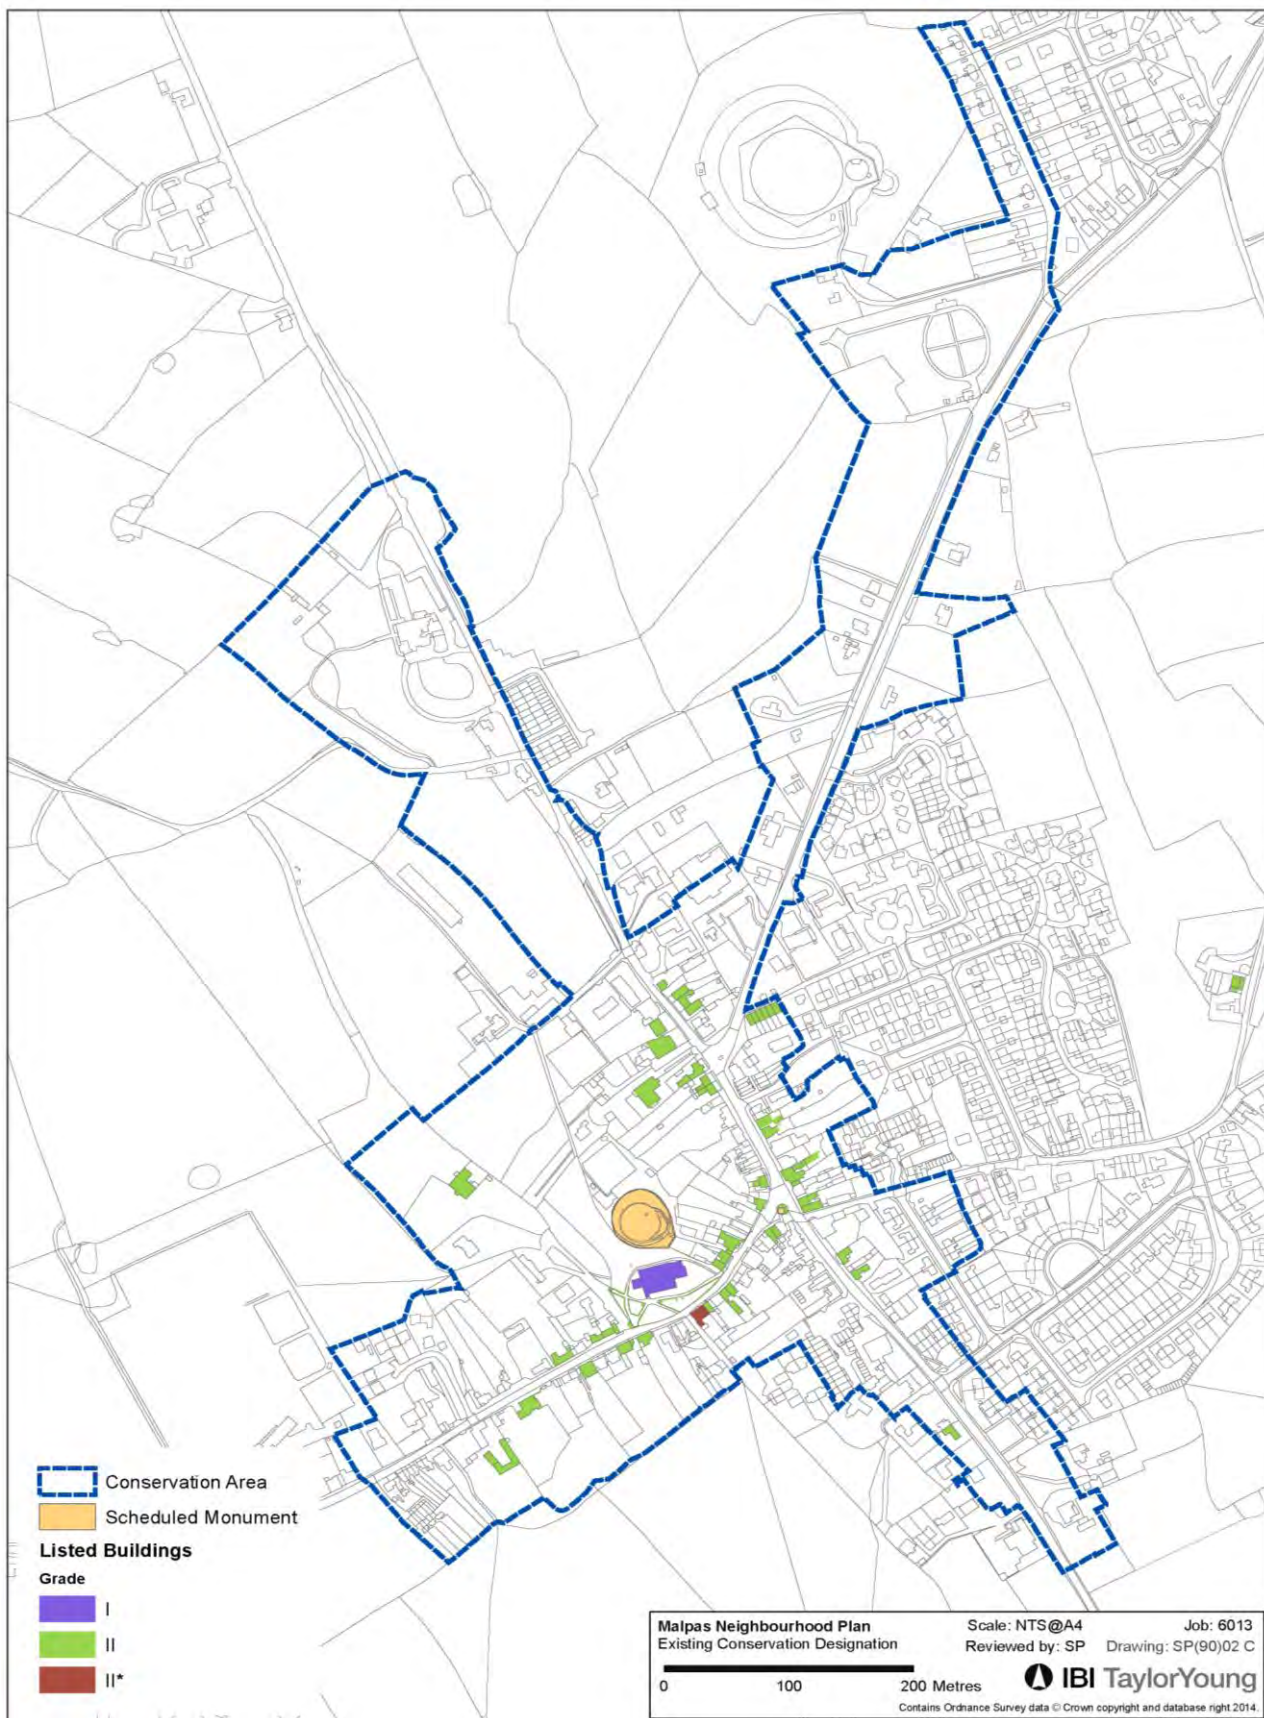 Conservation Area
Scheduled Monument
Listed Buildings
Grade
I
II
II*
Malpas Neighbourhood Plan
Existing Conservation Designation
Scale: NTS@A4
Job: 6013
Reviewed by: SP
Drawing: SP(90)02 C
0 100 200 Metres
IBI TaylorYoung
Contains Ordnance Survey data © Crown copyright and database right 2014.